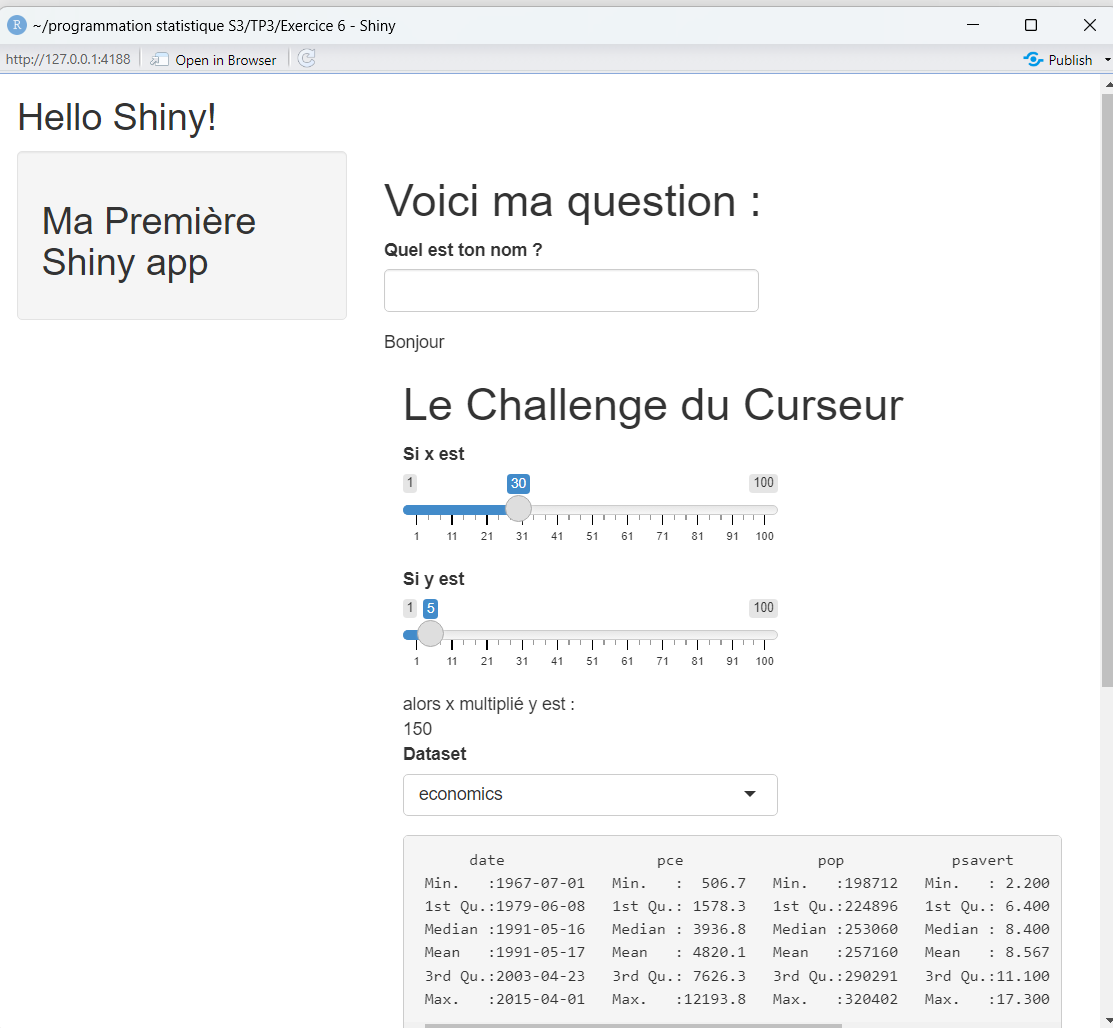 R ~/programmation statistique S3/TP3/Exercice 6 - Shiny
http://127.0.0.1:4188 Open in Browser Publish
Hello Shiny!
Ma Première
Shiny app
Voici ma question :
Quel est ton nom ?
Bonjour
Le Challenge du Curseur
Si x est
1 30 100
1 11 21 31 41 51 61 71 81 91 100
Si y est
1 5 100
1 11 21 31 41 51 61 71 81 91 100
alors x multiplié y est :
150
Dataset
economics
date pce pop psavert
Min. :1967-07-01 Min. : 506.7 Min. :198712 Min. : 2.200
1st Qu.:1979-06-08 1st Qu.: 1578.3 1st Qu.:224896 1st Qu.: 6.400
Median :1991-05-16 Median : 3936.8 Median :253060 Median : 8.400
Mean :1991-05-17 Mean : 4820.1 Mean :257160 Mean : 8.567
3rd Qu.:2003-04-23 3rd Qu.: 7626.3 3rd Qu.:290291 3rd Qu.:11.100
Max. :2015-04-01 Max. :12193.8 Max. :320402 Max. :17.300